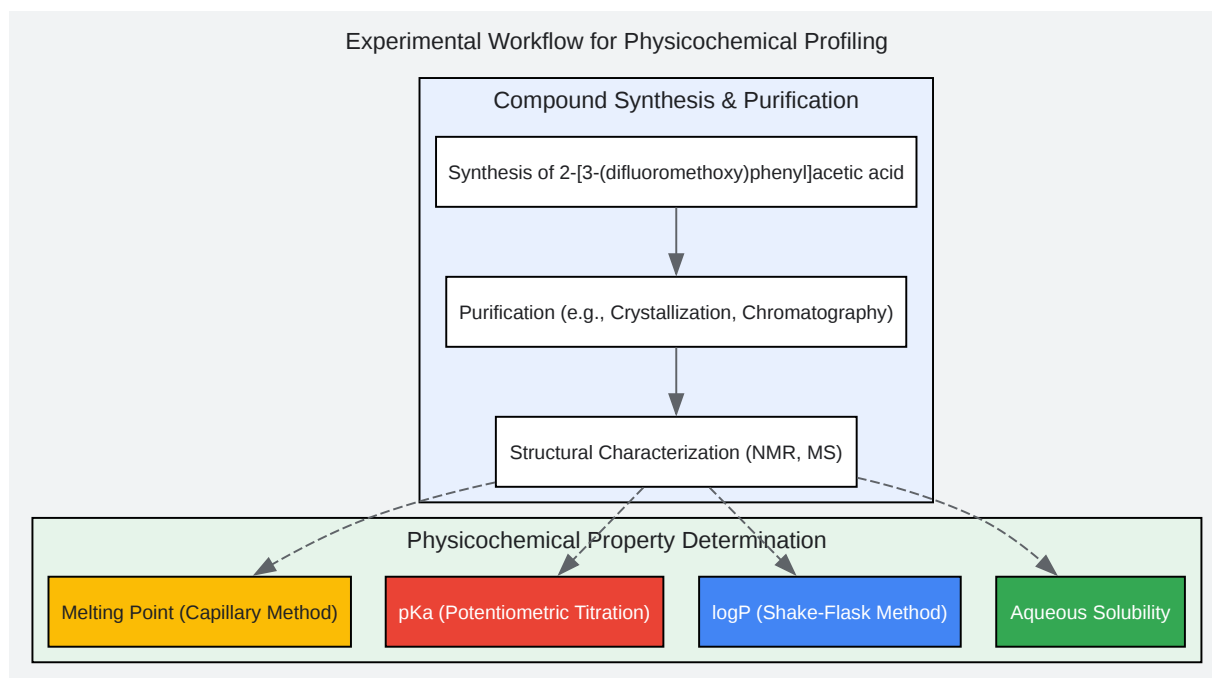 Experimental Workflow for Physicochemical Profiling
Compound Synthesis & Purification
Synthesis of 2-[3-(difluoromethoxy)phenyl]acetic acid
Purification (e.g., Crystallization, Chromatography)
Structural Characterization (NMR, MS)
Physicochemical Property Determination
Melting Point (Capillary Method)
pKa (Potentiometric Titration)
logP (Shake-Flask Method)
Aqueous Solubility